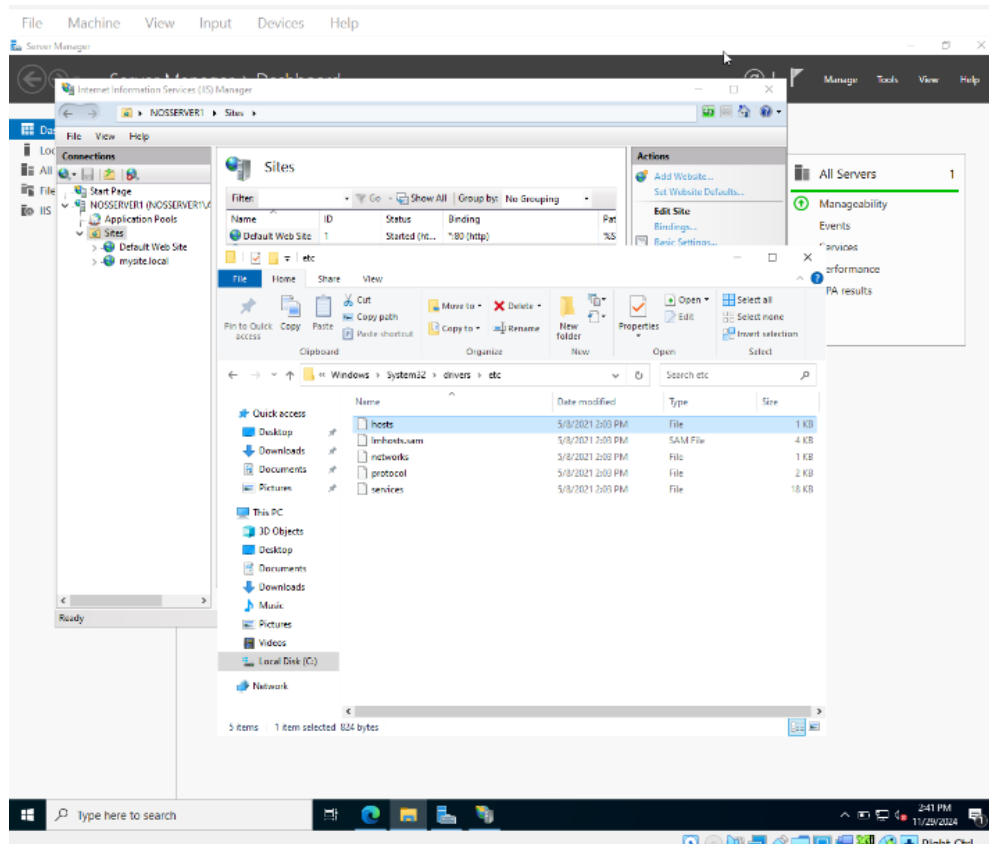 File Machine View Input Devices Help
Server Manager
Manage Tools View Help
Internet Information Services (IIS) Manager
NOSSERVER1 Sites
File View Help
Connections
Start Page
NOSSERVER1 (NOSSERVER1\A
Application Pools
Sites
Default Web Site
mysite.local
Ready
Sites
Filter: Go Show All Group by: No Grouping
Name ID Status Binding Pat
Default Web Site 1 Started (ht... *:80 (http) %S
Actions
Add Website...
Set Website Defaults...
Edit Site
Bindings...
Basic Settings...
All Servers 1
Manageability
Events
Services
erformance
PA results
etc
File Home Share View
Pin to Quick access
Copy
Paste
Cut
Copy path
Paste shortcut
Clipboard
Move to
Copy to
Delete
Rename
Organize
New folder
New
Properties
Open
Edit
Open
Select all
Select none
Invert selection
Select
« Windows System32 drivers etc
Search etc
Name Date modified Type Size
hosts 5/8/2021 2:03 PM File 1 KB
lmhosts.sam 5/8/2021 2:03 PM SAM File 4 KB
networks 5/8/2021 2:03 PM File 1 KB
protocol 5/8/2021 2:03 PM File 2 KB
services 5/8/2021 2:03 PM File 18 KB
Quick access
Desktop
Downloads
Documents
Pictures
This PC
3D Objects
Desktop
Documents
Downloads
Music
Pictures
Videos
Local Disk (C:)
Network
5 items 1 item selected 824 bytes
Type here to search
2:41 PM
11/29/2024
Right Ctrl